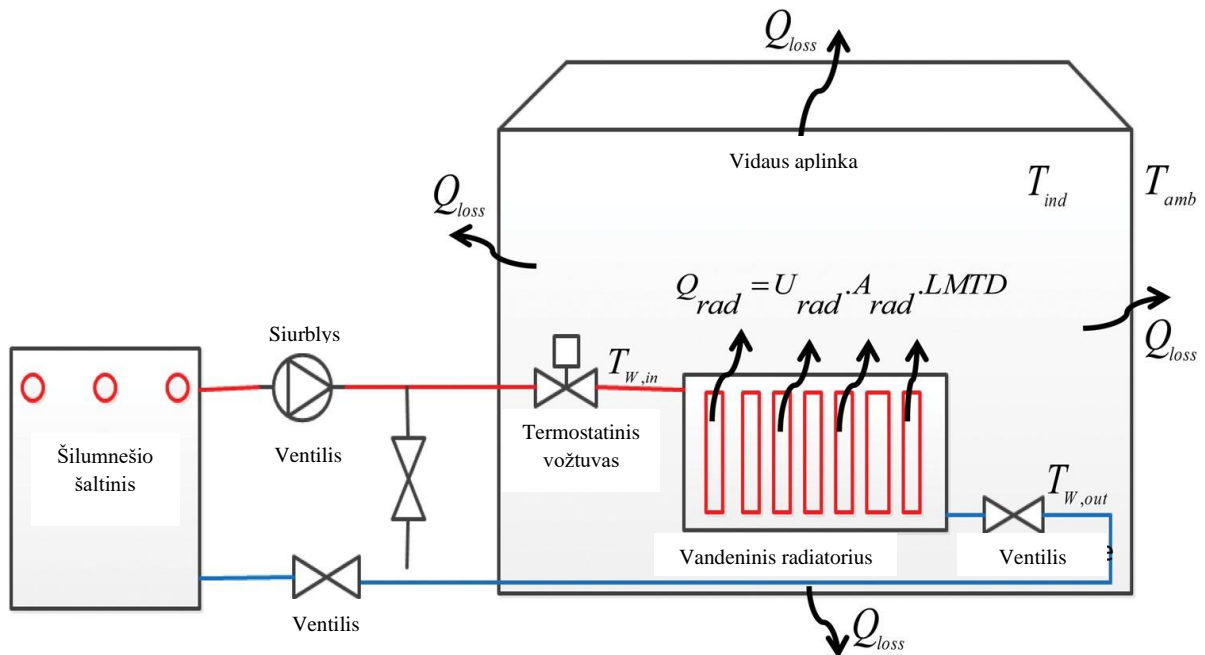 Q_loss
Vidaus aplinka
T_ind
T_amb
Q_loss
Q_rad = U_rad . A_rad . LMTD
Siurblys
T_W,in
Q_loss
Šilumnešio
šaltinis
Ventilis
Termostatinis
vožtuvas
T_W,out
Vandeninis radiatorius
Ventilis
e
Ventilis
Q_loss